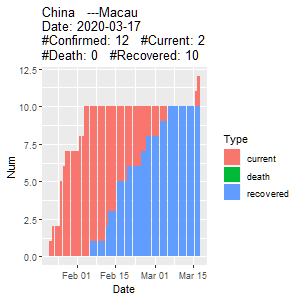 China   ---Macau
Date: 2020-03-17
#Confirmed: 12   #Current: 2
#Death: 0   #Recovered: 10
12.5
10.0
7.5
5.0
2.5
0.0
Num
Feb 01 Feb 15 Mar 01 Mar 15
Date
Type
current
death
recovered